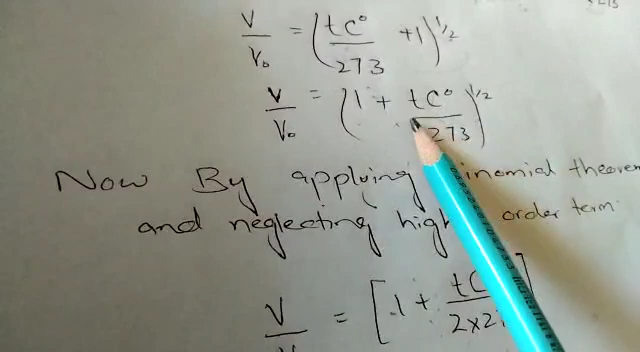 V/V₀ = (tC°/273 + 1)^1/2
V/V₀ = (1 + tC°/273)^1/2
Now By applying inomial theorem
and neglecting high order term.
V/V = [1 + tC/2×2]